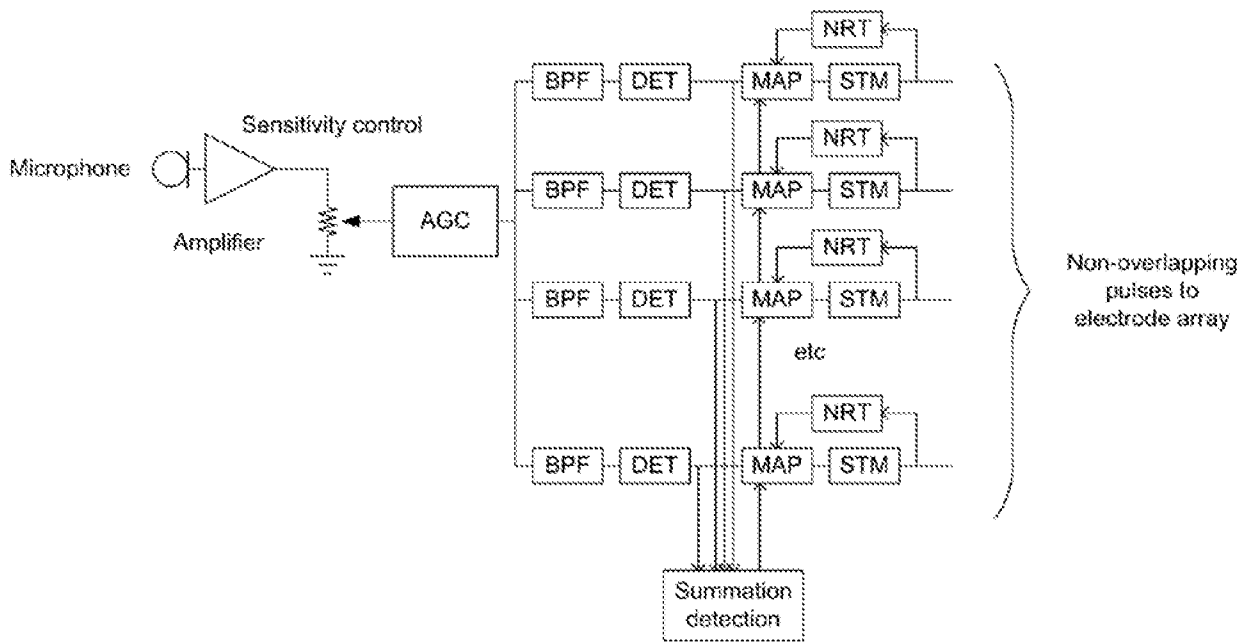 NRT
BPF DET MAP STM
Sensitivity control
NRT
Microphone
BPF DET MAP STM
AGC
Amplifier
NRT
Non-overlapping
pulses to
electrode array
BPF DET MAP STM
etc
NRT
BPF DET MAP STM
Summation
detection